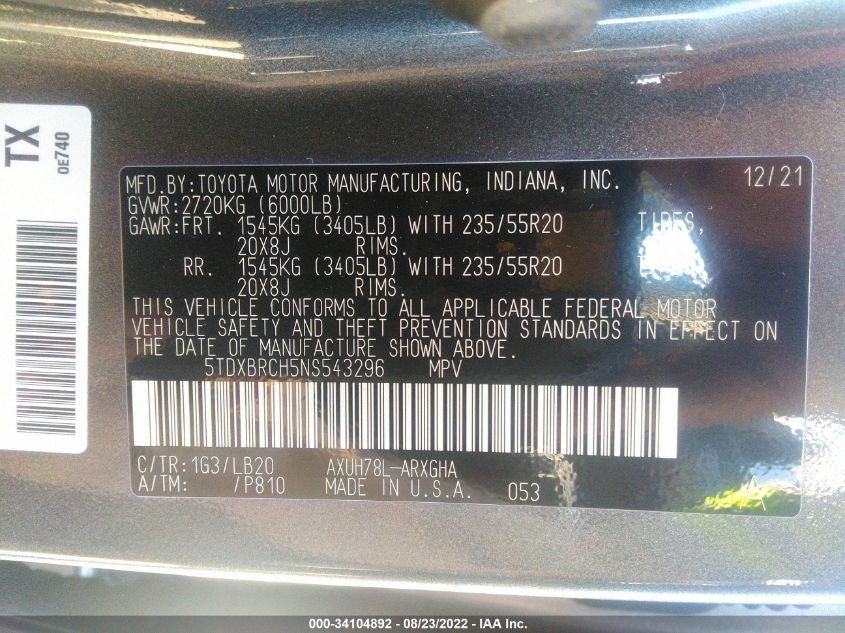 TX
0E740
MFD.BY:TOYOTA MOTOR MANUFACTURING, INDIANA, INC. 12/21
GVWR:2720KG (6000LB)
GAWR:FRT. 1545KG (3405LB) WITH 235/55R20 TIRES,
20X8J RIMS.
RR. 1545KG (3405LB) WITH 235/55R20
20X8J RIMS.
THIS VEHICLE CONFORMS TO ALL APPLICABLE FEDERAL MOTOR
VEHICLE SAFETY AND THEFT PREVENTION STANDARDS IN EFFECT ON
THE DATE OF MANUFACTURE SHOWN ABOVE.
5TDXBRCH5NS543296 MPV
C/TR:1G3/LB20 AXUH78L-ARXGHA
A/TM: /P810 MADE IN U.S.A. 053
A
000-34104892 - 08/23/2022 - IAA Inc.